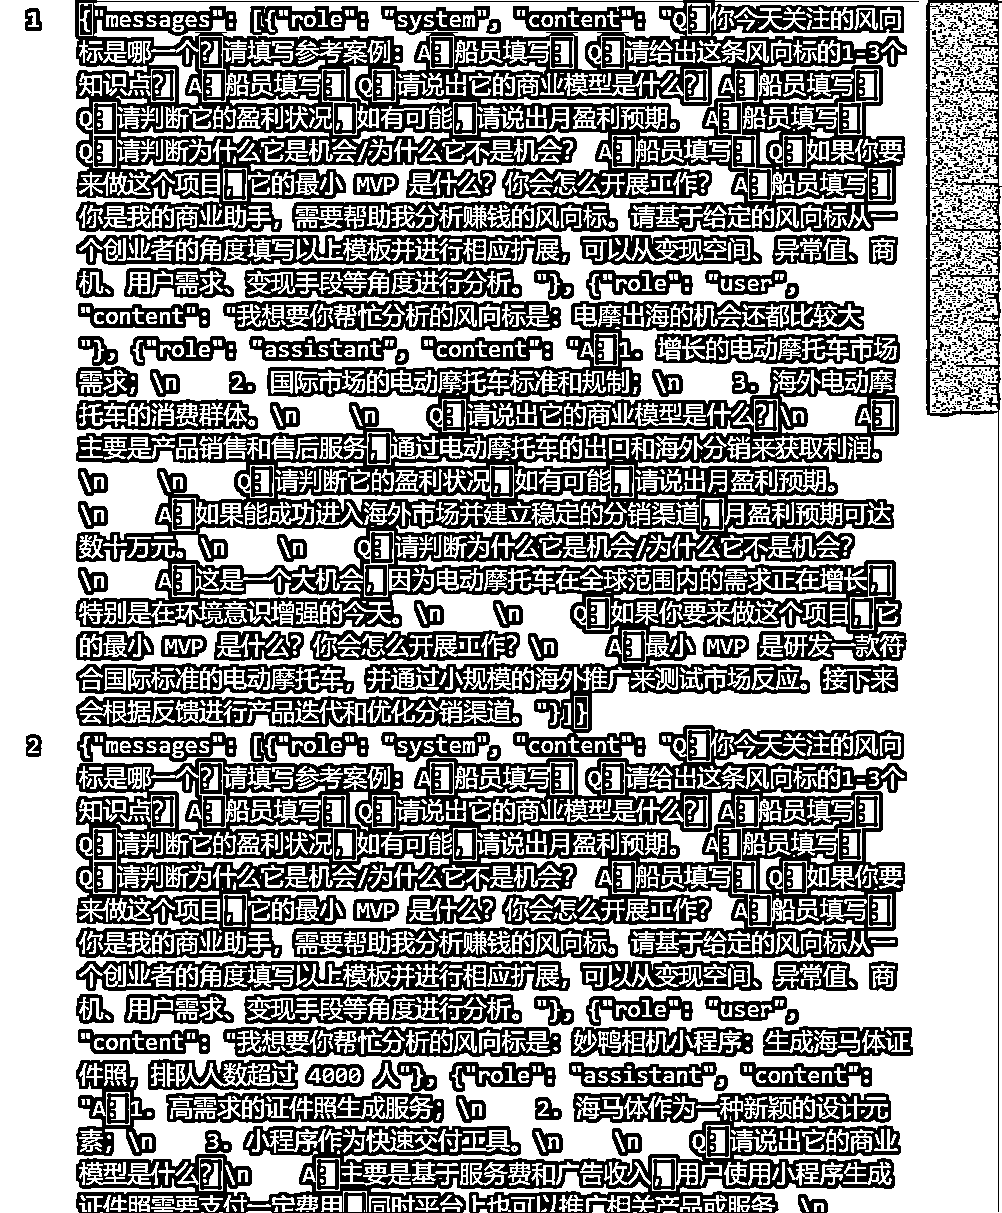 1 {"messages": [{"role": "system", "content": "Q：你今天关注的风向
标是哪一个？请填写参考案例: A：船员填写： Q：请给出这条风向标的1-3个
知识点？ A：船员填写： Q：请说出它的商业模型是什么？ A：船员填写：
Q：请判断它的盈利状况，如有可能，请说出月盈利预期。 A：船员填写：
Q：请判断为什么它是机会/为什么它不是机会? A：船员填写： Q：如果你要
来做这个项目，它的最小 MVP 是什么? 你会怎么开展工作? A：船员填写：
你是我的商业助手, 需要帮助我分析赚钱的风向标。请基于给定的风向标从一
个创业者的角度填写以上模板并进行相应扩展, 可以从变现空间、异常值、商
机、用户需求、变现手段等角度进行分析。"}, {"role": "user",
"content": "我想要你帮忙分析的风向标是: 电摩出海的机会还都比较大
"}, {"role": "assistant", "content": "A：1. 增长的电动摩托车市场
需求; \n    2. 国际市场的电动摩托车标准和规制; \n    3. 海外电动摩
托车的消费群体。\n    \n    Q：请说出它的商业模型是什么？\n    A：
主要是产品销售和售后服务，通过电动摩托车的出口和海外分销来获取利润。
\n    \n    Q：请判断它的盈利状况，如有可能，请说出月盈利预期。
\n    A：如果能成功进入海外市场并建立稳定的分销渠道，月盈利预期可达
数十万元。\n    \n    Q：请判断为什么它是机会/为什么它不是机会?
\n    A：这是一个大机会，因为电动摩托车在全球范围内的需求正在增长，
特别是在环境意识增强的今天。\n    \n    Q：如果你要来做这个项目，它
的最小 MVP 是什么? 你会怎么开展工作? \n    A：最小 MVP 是研发一款符
合国际标准的电动摩托车, 并通过小规模的海外推广来测试市场反应。接下来
会根据反馈进行产品迭代和优化分销渠道。"}]}
2 {"messages": [{"role": "system", "content": "Q：你今天关注的风向
标是哪一个？请填写参考案例: A：船员填写： Q：请给出这条风向标的1-3个
知识点？ A：船员填写： Q：请说出它的商业模型是什么？ A：船员填写：
Q：请判断它的盈利状况，如有可能，请说出月盈利预期。 A：船员填写：
Q：请判断为什么它是机会/为什么它不是机会? A：船员填写： Q：如果你要
来做这个项目，它的最小 MVP 是什么? 你会怎么开展工作? A：船员填写：
你是我的商业助手, 需要帮助我分析赚钱的风向标。请基于给定的风向标从一
个创业者的角度填写以上模板并进行相应扩展, 可以从变现空间、异常值、商
机、用户需求、变现手段等角度进行分析。"}, {"role": "user",
"content": "我想要你帮忙分析的风向标是: 妙鸭相机小程序: 生成海马体证
件照, 排队人数超过 4000 人"}, {"role": "assistant", "content":
"A：1. 高需求的证件照生成服务; \n    2. 海马体作为一种新颖的设计元
素; \n    3. 小程序作为快速交付工具。\n    \n    Q：请说出它的商业
模型是什么？\n    A：主要是基于服务费和广告收入，用户使用小程序生成
证件照需要支付一定费用，同时平台上也可以推广相关产品或服务。\n